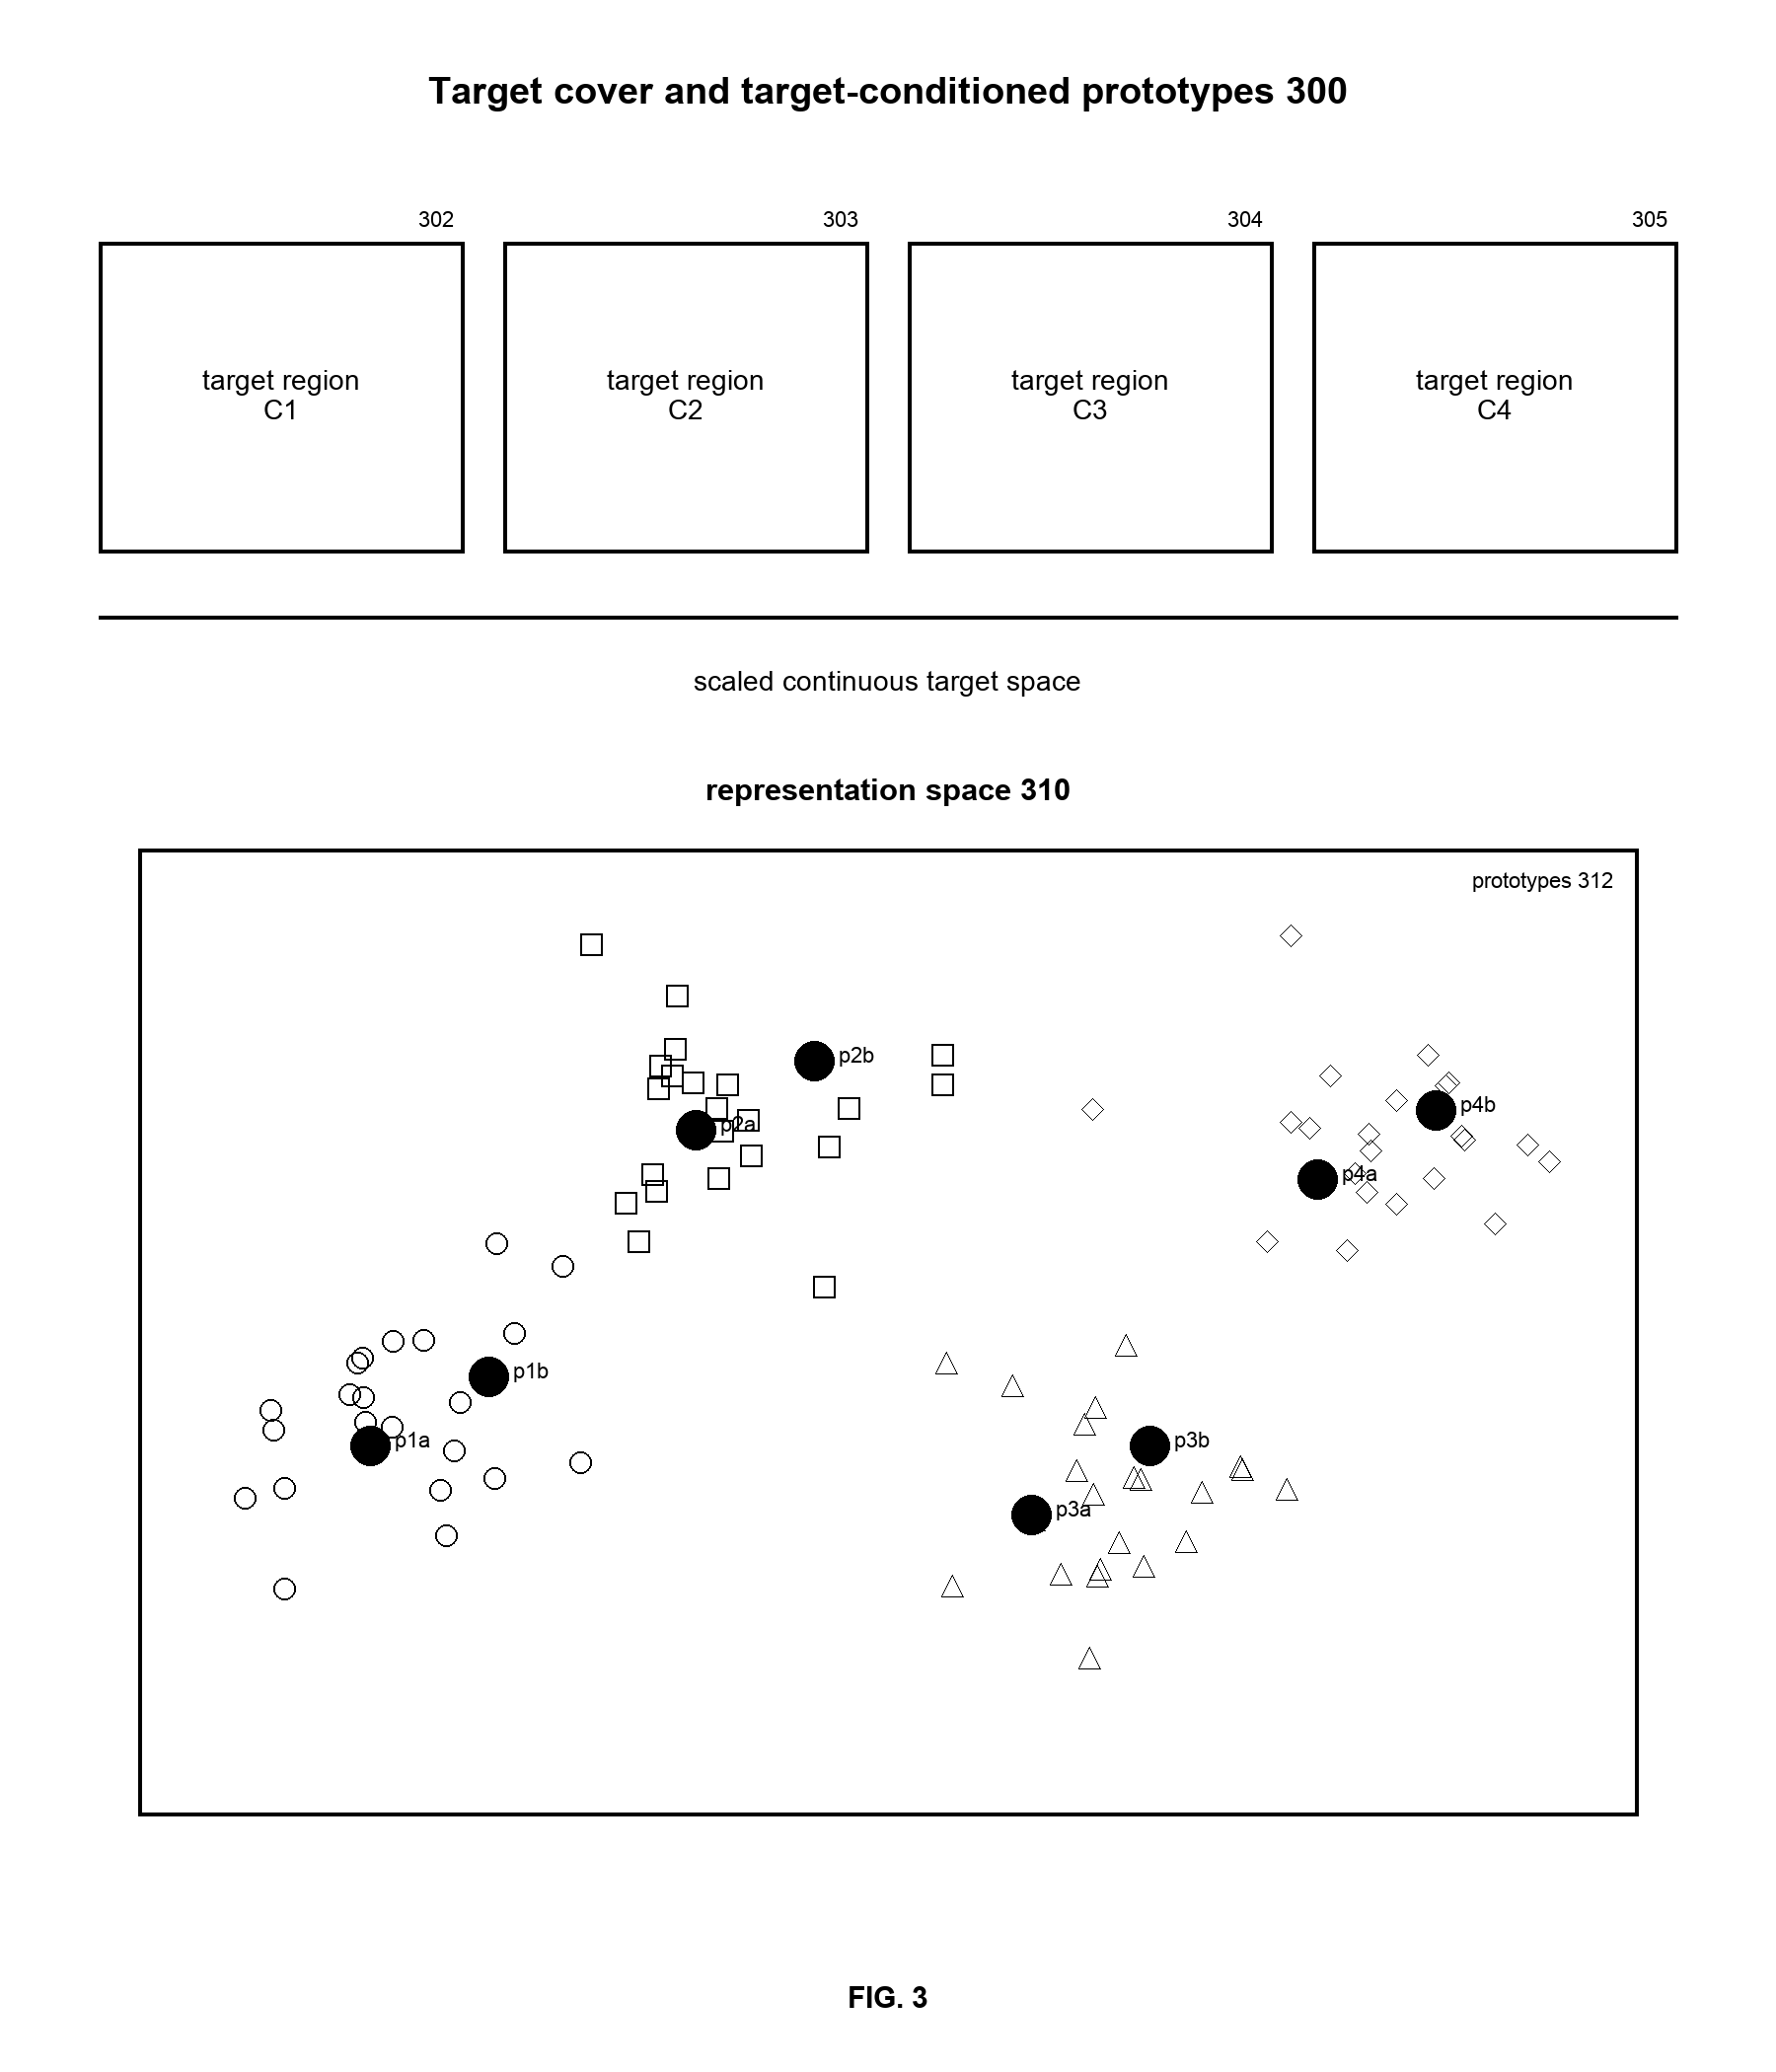 Target cover and target-conditioned prototypes 300
302
303
304
305
target region
C1
target region
C2
target region
C3
target region
C4
scaled continuous target space
representation space 310
prototypes 312
p2b
p2a
p4b
p4a
p1b
p1a
p3b
p3a
FIG. 3